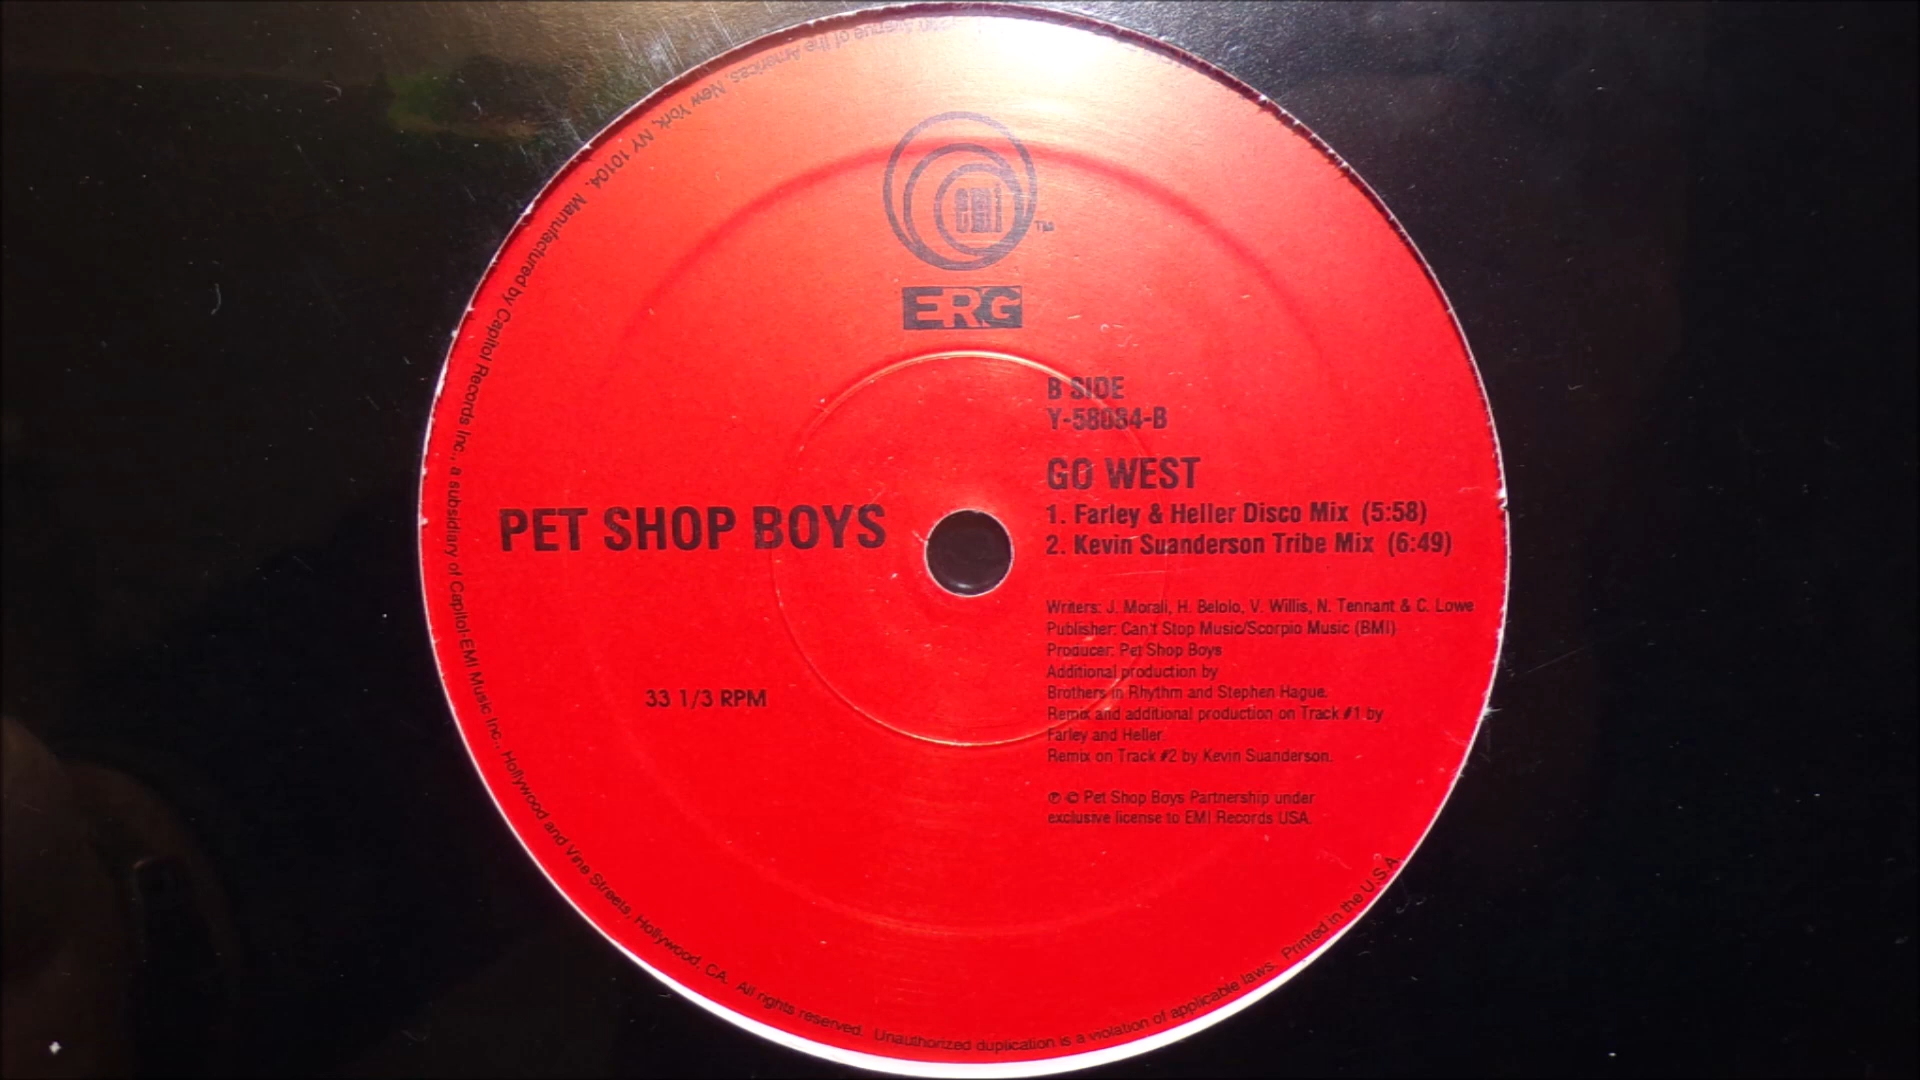 emi
TM
ERG
B SIDE
Y-58084-B
GO WEST
1. Farley & Heller Disco Mix (5:58)
2. Kevin Suanderson Tribe Mix (6:49)
PET SHOP BOYS
33 1/3 RPM
Writers: J. Morali, H. Belolo, V. Willis, N. Tennant & C. Lowe
Publisher: Can't Stop Music/Scorpio Music (BMI)
Producer: Pet Shop Boys
Additional production by
Brothers in Rhythm and Stephen Hague.
Remix and additional production on Track #1 by
Farley and Heller.
Remix on Track #2 by Kevin Suanderson.
℗ © Pet Shop Boys Partnership under
exclusive license to EMI Records USA.
Avenue of the Americas, New York, NY 10104. Manufactured by Capitol Records Inc., a subsidiary of Capitol-EMI Music Inc., Hollywood and Vine Streets, Hollywood, CA. All rights reserved. Unauthorized duplication is a violation of applicable laws. Printed in the U.S.A.